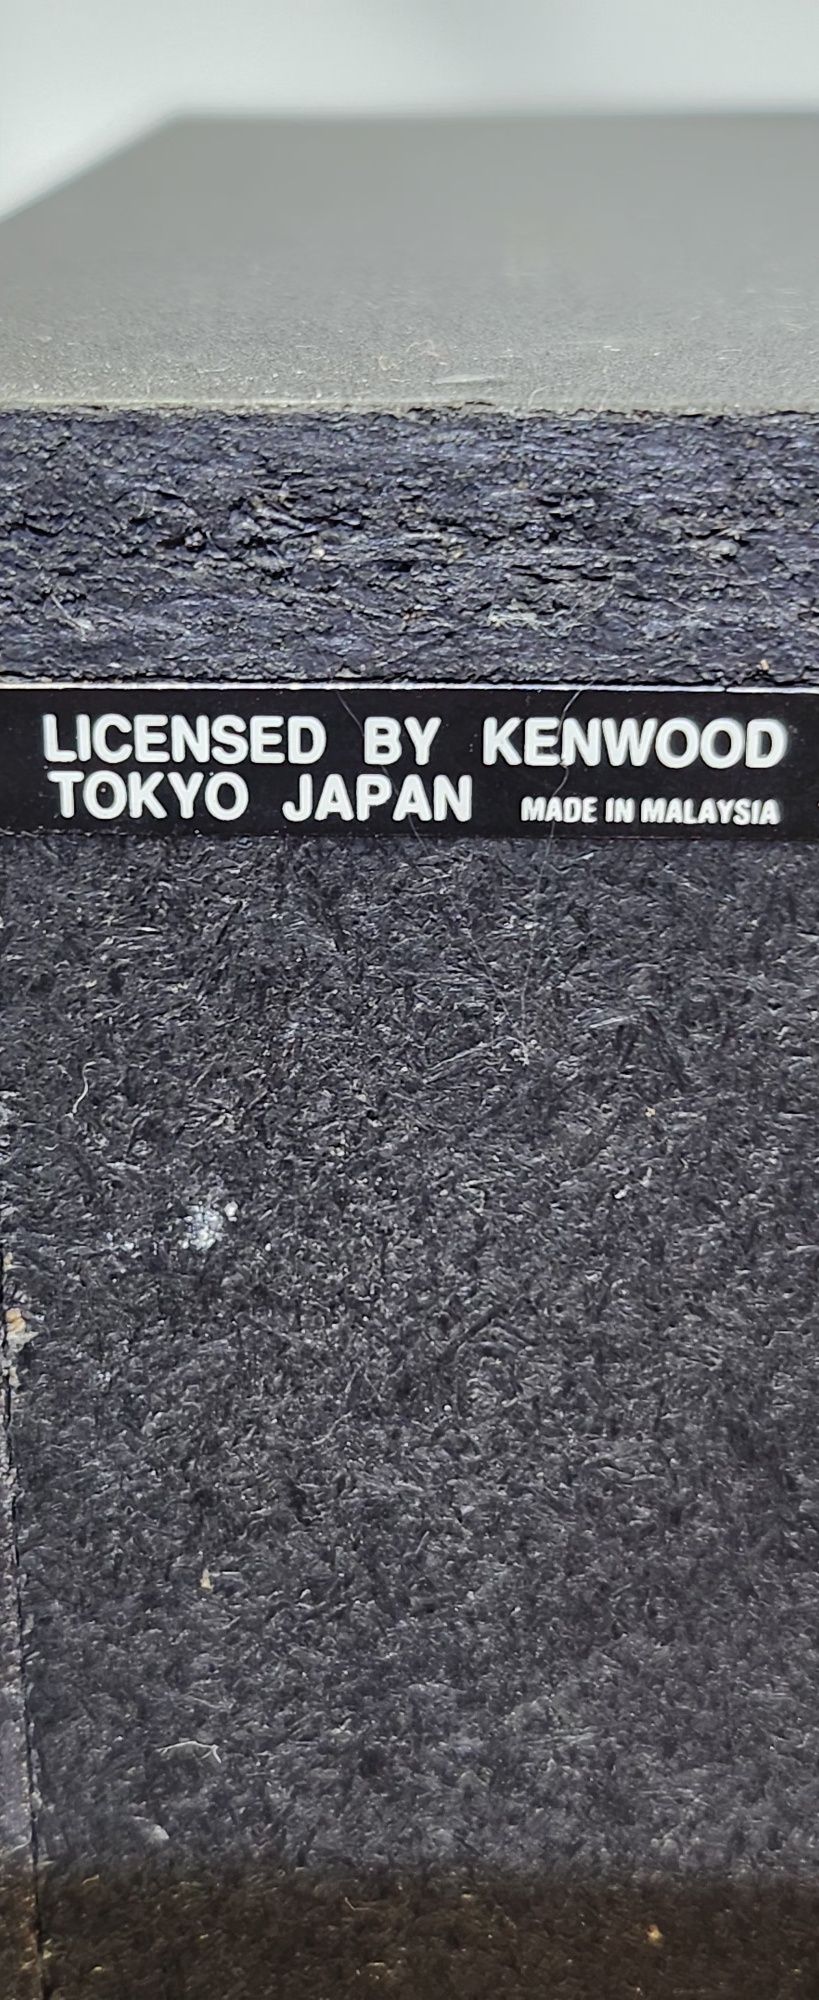 LICENSED BY KENWOOD
TOKYO JAPAN MADE IN MALAYSIA